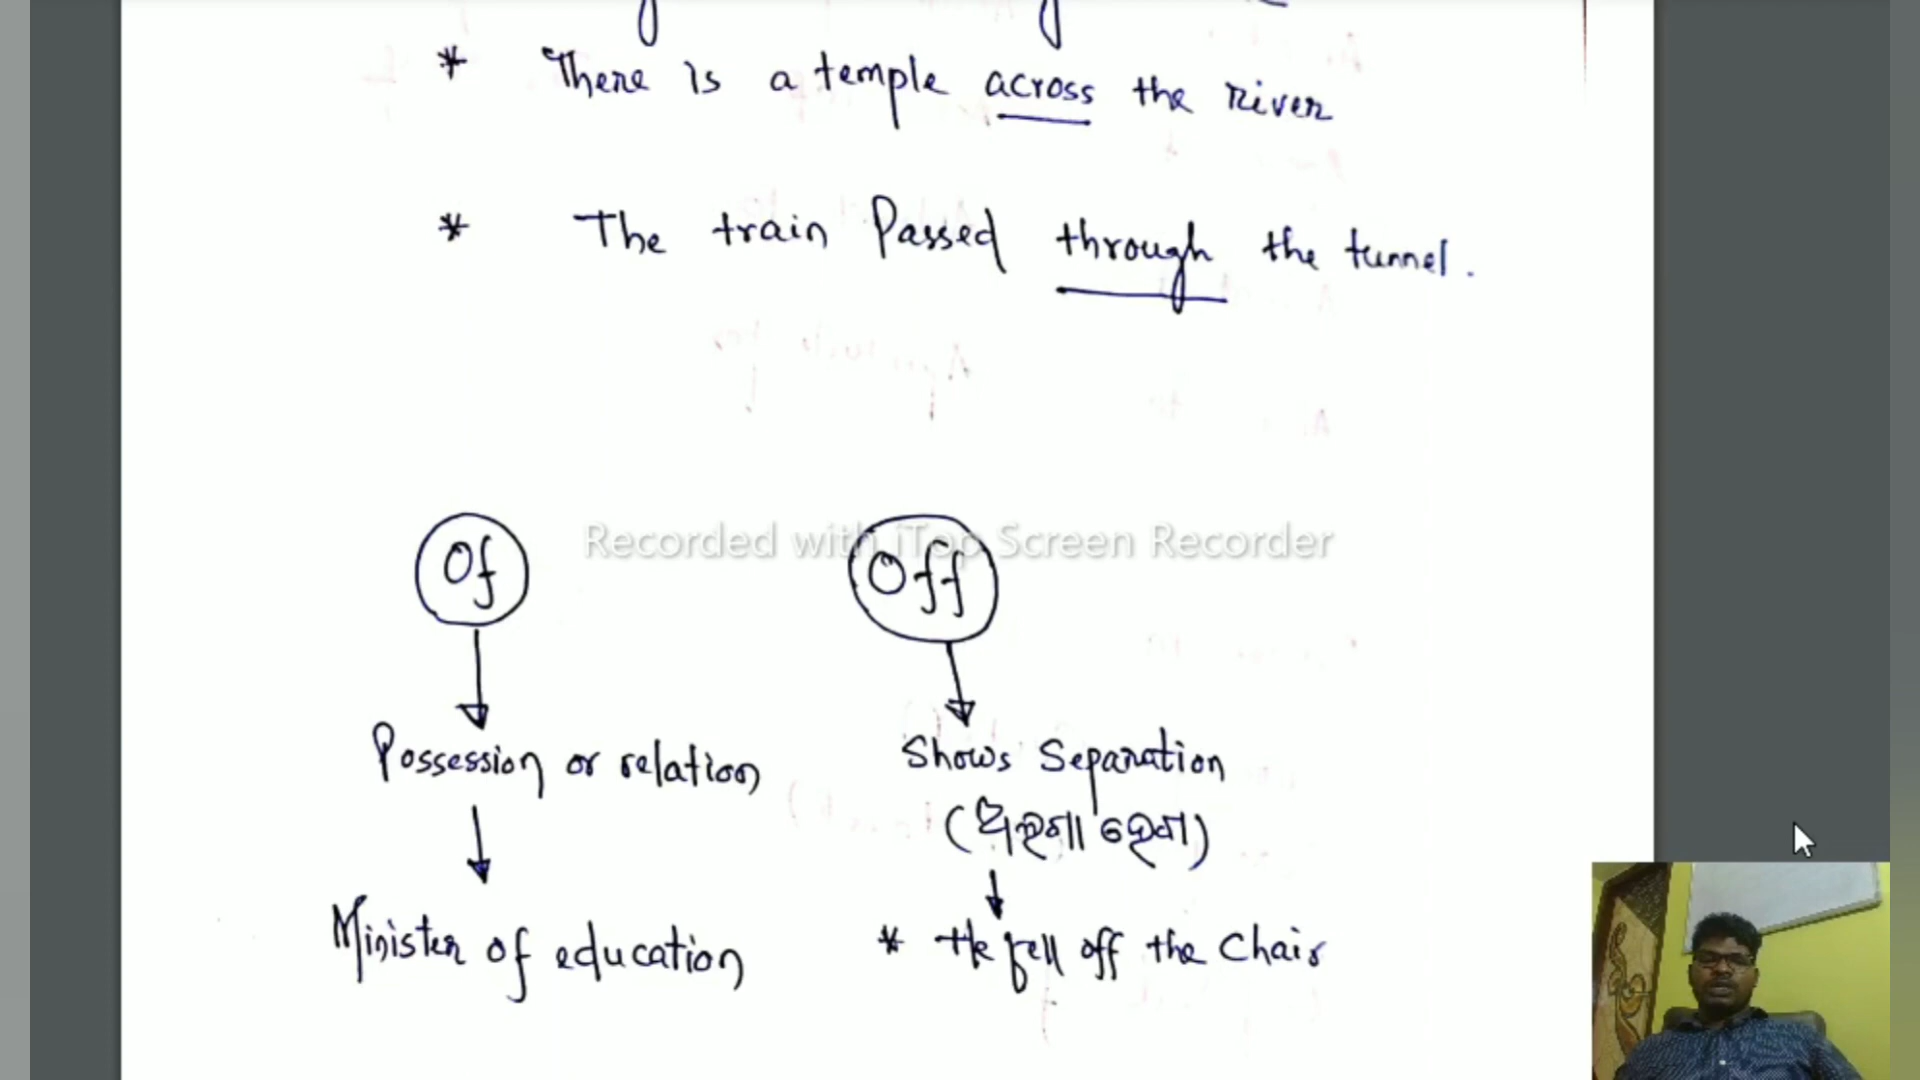 * There is a temple across the river
* The train Passed through the tunnel.
Recorded with iTop Screen Recorder
Of Off
Possession or relation Shows Separation
(ଅଲଗା ହେବା)
Minister of education * He fell off the Chair